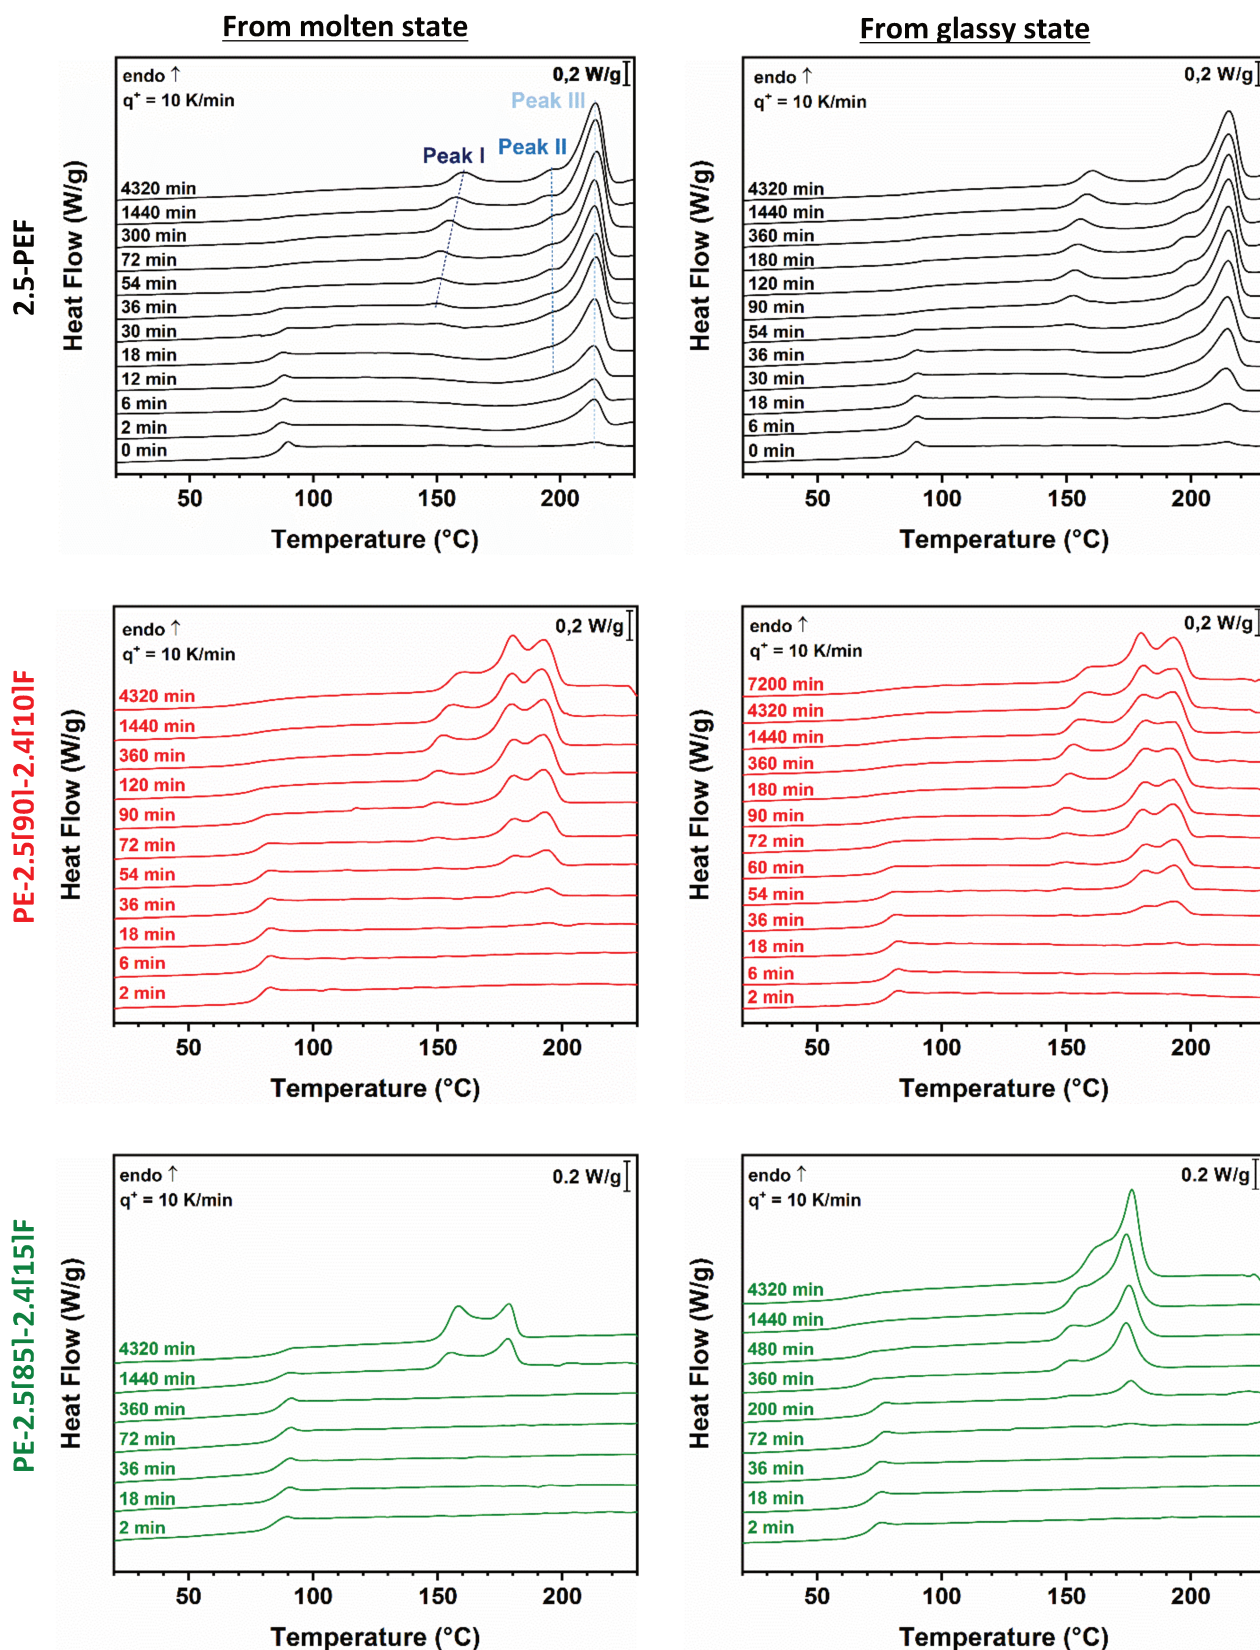 From molten state
From glassy state
2.5-PEF
endo ↑
0,2 W/g
q⁺ = 10 K/min
Peak III
Peak II
Peak I
4320 min
1440 min
300 min
72 min
54 min
36 min
30 min
18 min
12 min
6 min
2 min
0 min
Heat Flow (W/g)
50 100 150 200
Temperature (°C)
endo ↑
0,2 W/g
q⁺ = 10 K/min
4320 min
1440 min
360 min
180 min
120 min
90 min
54 min
36 min
30 min
18 min
6 min
0 min
Heat Flow (W/g)
50 100 150 200
Temperature (°C)
PE-2.5[90]-2.4[10]F
endo ↑
0,2 W/g
q⁺ = 10 K/min
4320 min
1440 min
360 min
120 min
90 min
72 min
54 min
36 min
18 min
6 min
2 min
Heat Flow (W/g)
50 100 150 200
Temperature (°C)
endo ↑
0,2 W/g
q⁺ = 10 K/min
7200 min
4320 min
1440 min
360 min
180 min
90 min
72 min
60 min
54 min
36 min
18 min
6 min
2 min
Heat Flow (W/g)
50 100 150 200
Temperature (°C)
PE-2.5[85]-2.4[15]F
endo ↑
0.2 W/g
q⁺ = 10 K/min
4320 min
1440 min
360 min
72 min
36 min
18 min
2 min
Heat Flow (W/g)
50 100 150 200
Temperature (°C)
endo ↑
0.2 W/g
q⁺ = 10 K/min
4320 min
1440 min
480 min
360 min
200 min
72 min
36 min
18 min
2 min
Heat Flow (W/g)
50 100 150 200
Temperature (°C)